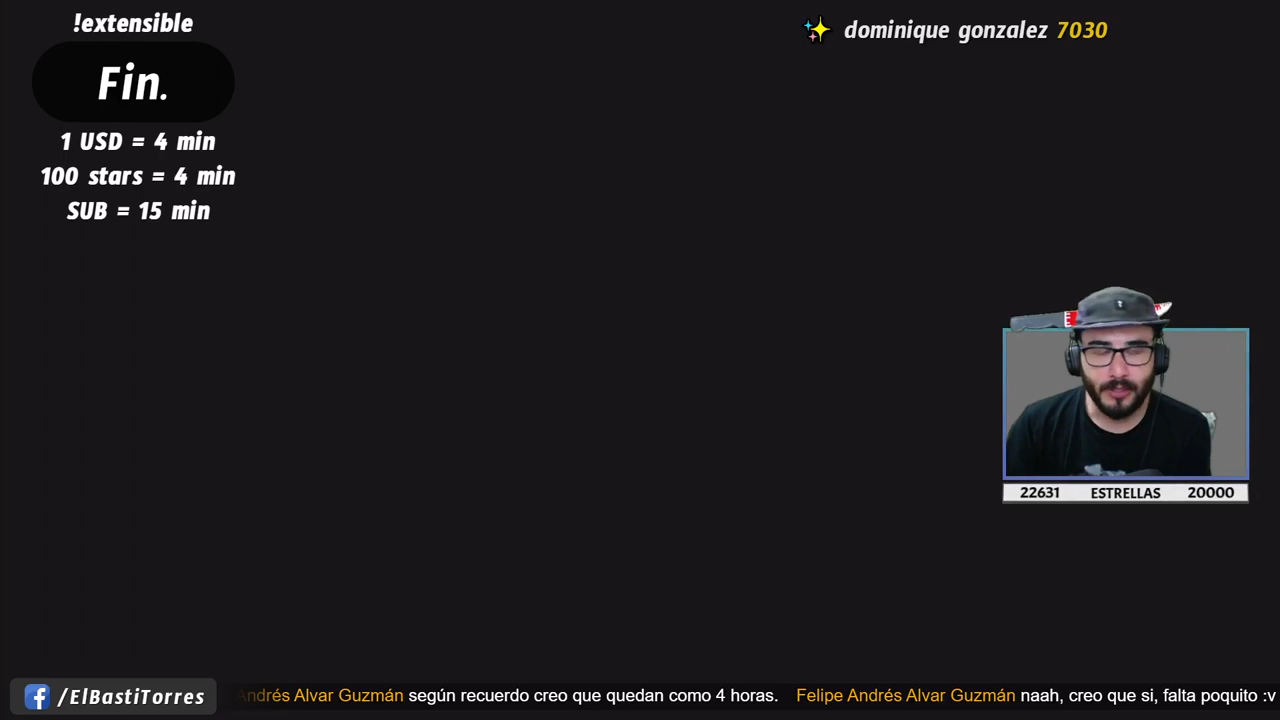 !extensible
Fin.
1 USD = 4 min
100 stars = 4 min
SUB = 15 min
dominique gonzalez 7030
22631 ESTRELLAS 20000
/ElBastiTorres
Andrés Alvar Guzmán según recuerdo creo que quedan como 4 horas. Felipe Andrés Alvar Guzmán naah, creo que si, falta poquito :v